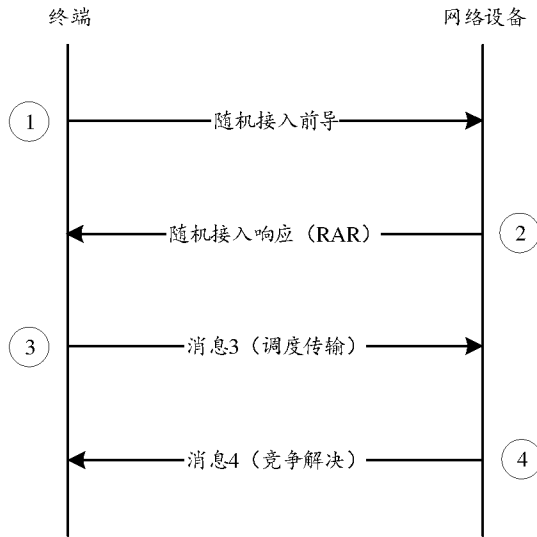 终端
网络设备
1
随机接入前导
随机接入响应（RAR）
2
3
消息3（调度传输）
消息4（竞争解决）
4